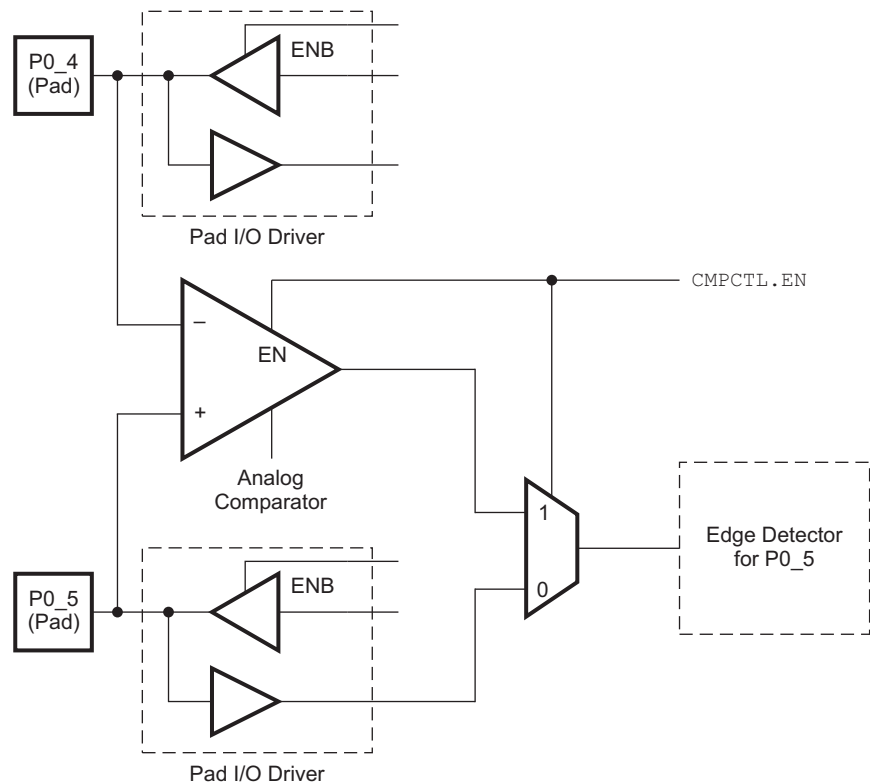 P0_4
(Pad)
ENB
Pad I/O Driver
CMPCTL.EN
–
EN
+
Analog
Comparator
1
0
Edge Detector
for P0_5
P0_5
(Pad)
ENB
Pad I/O Driver